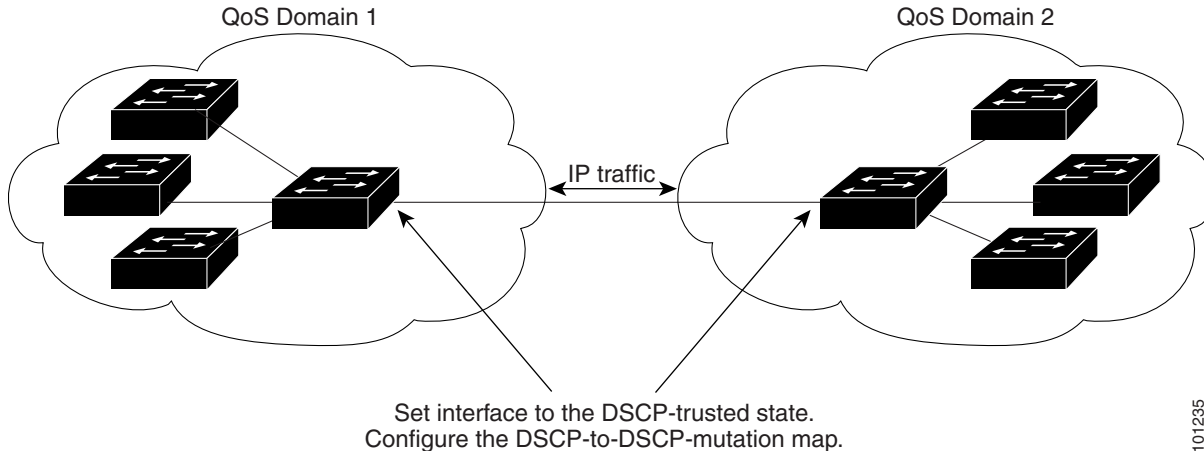 QoS Domain 1
QoS Domain 2
IP traffic
Set interface to the DSCP-trusted state.
Configure the DSCP-to-DSCP-mutation map.
101235